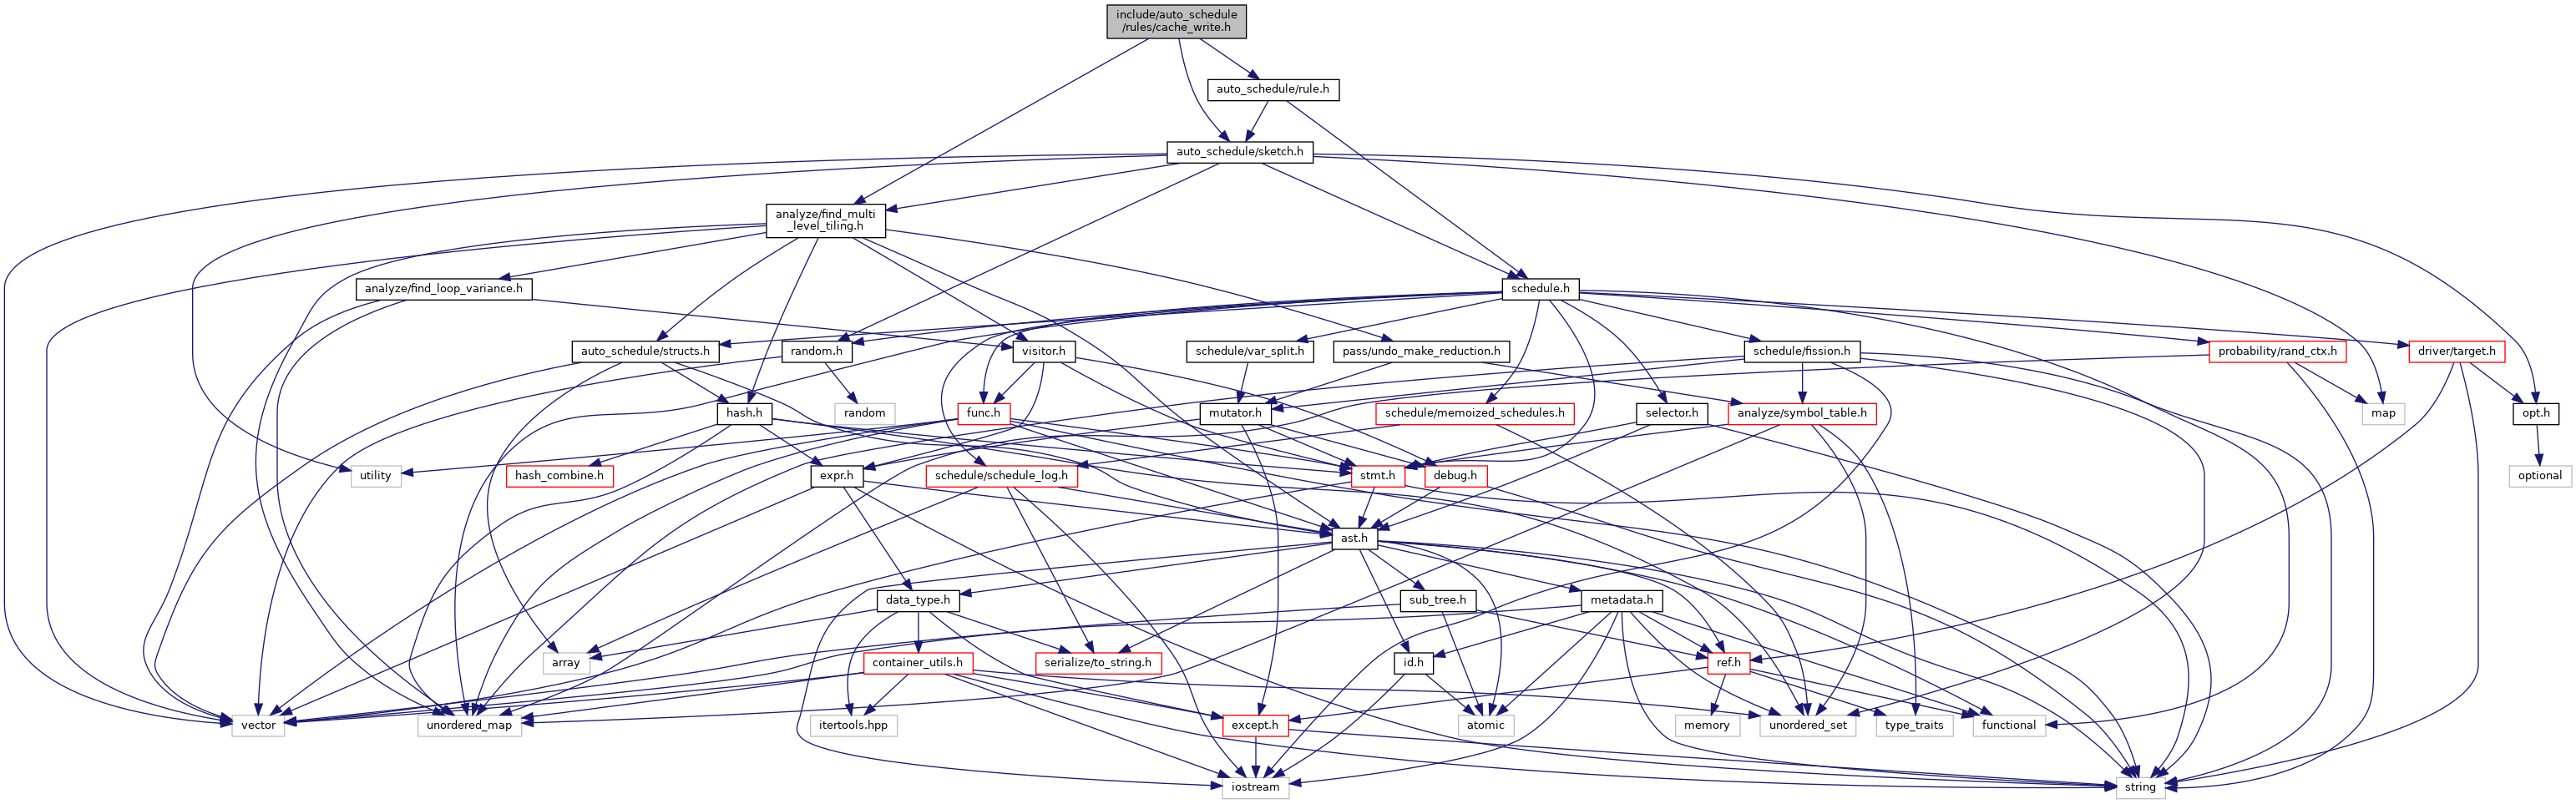 include/auto_schedule
/rules/cache_write.h
auto_schedule/rule.h
auto_schedule/sketch.h
analyze/find_multi
_level_tiling.h
analyze/find_loop_variance.h
schedule.h
auto_schedule/structs.h
random.h
visitor.h
schedule/var_split.h
pass/undo_make_reduction.h
schedule/fission.h
probability/rand_ctx.h
driver/target.h
random
hash.h
func.h
mutator.h
schedule/memoized_schedules.h
selector.h
analyze/symbol_table.h
map
opt.h
utility
hash_combine.h
expr.h
schedule/schedule_log.h
stmt.h
debug.h
optional
ast.h
data_type.h
sub_tree.h
metadata.h
array
container_utils.h
serialize/to_string.h
id.h
ref.h
vector
unordered_map
itertools.hpp
except.h
atomic
memory
unordered_set
type_traits
functional
iostream
string